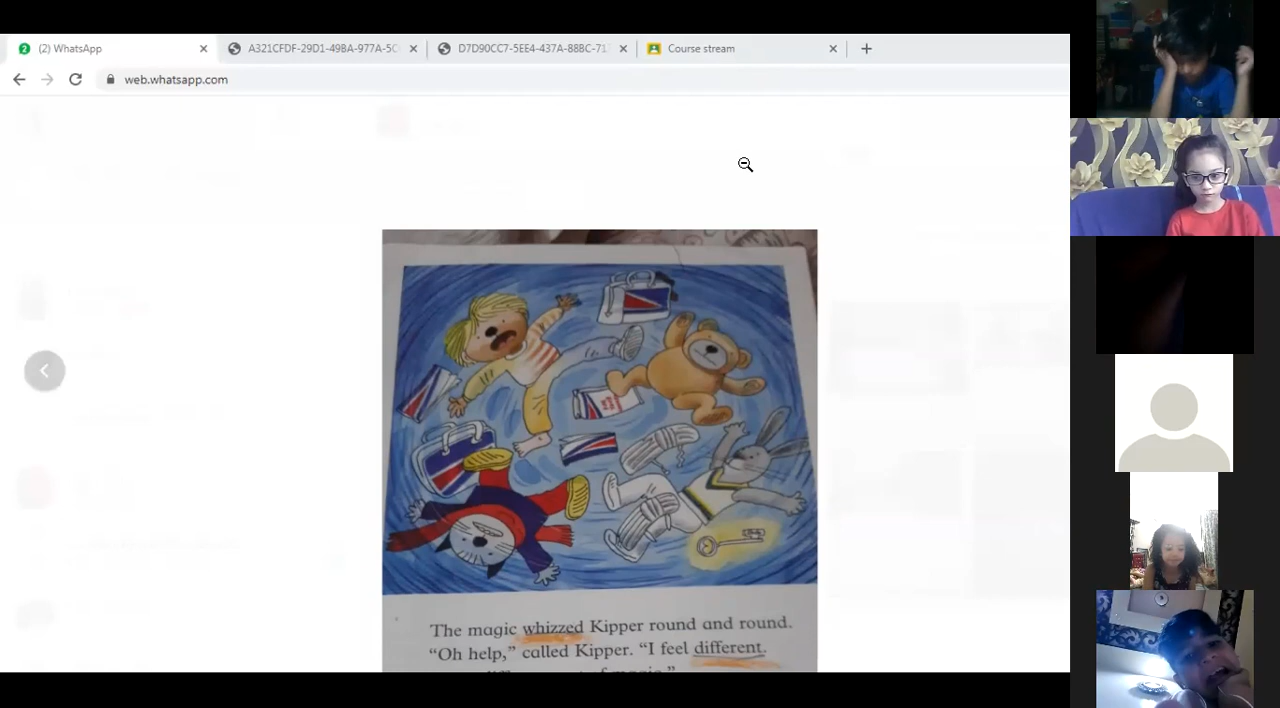 (2) WhatsApp
A321CFDF-29D1-49BA-977A-5C
D7D90CC7-5EE4-437A-88BC-71
Course stream
web.whatsapp.com
The magic whizzed Kipper round and round.
“Oh help,” called Kipper. “I feel different.